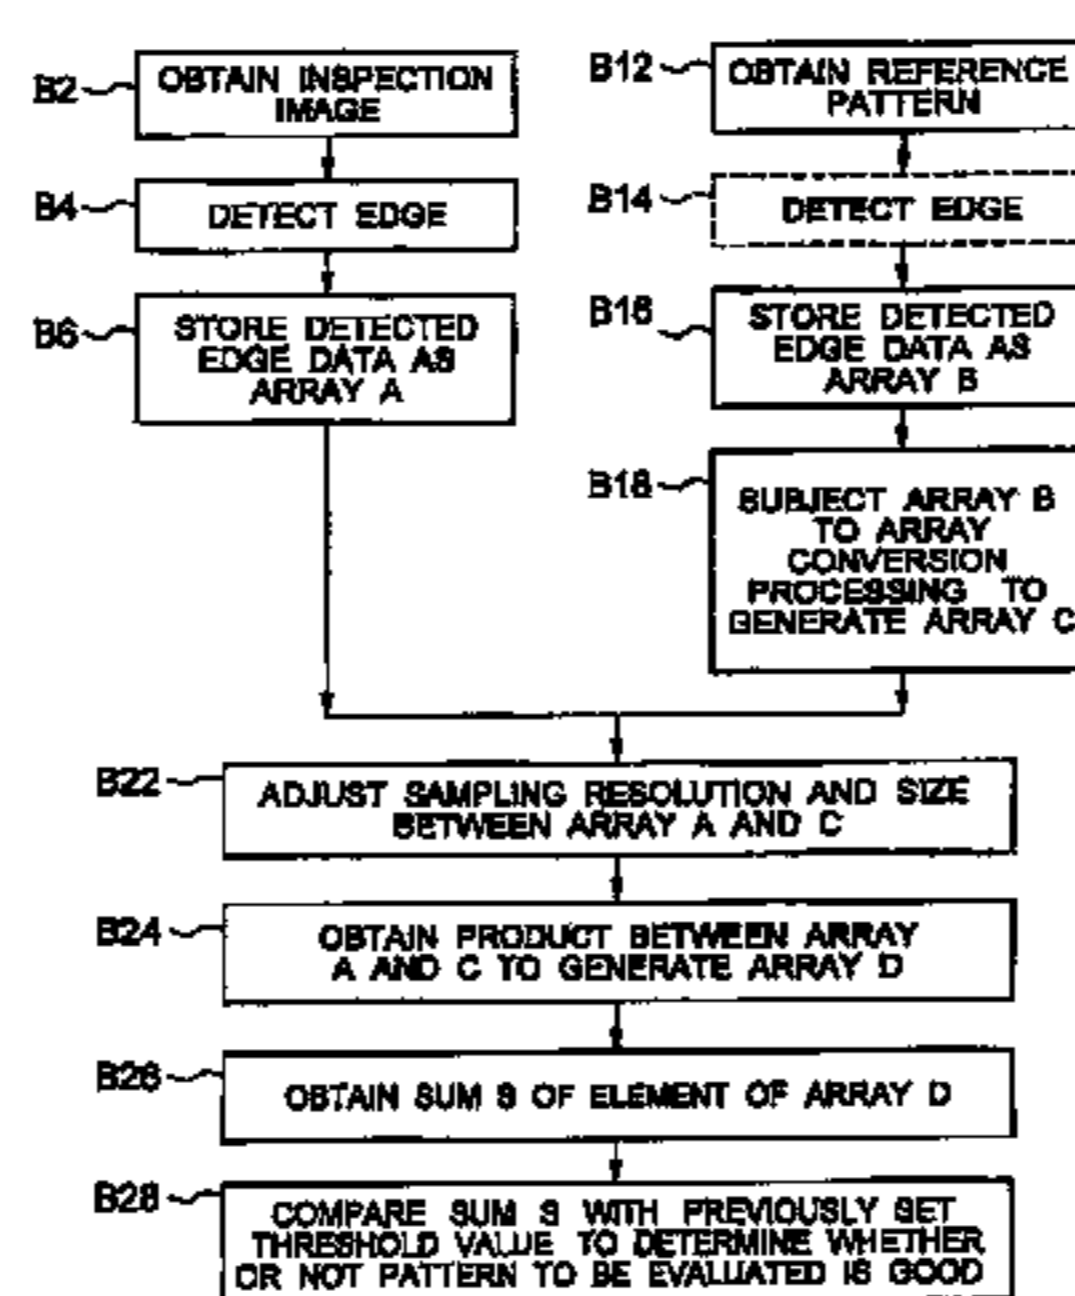 B2
OBTAIN INSPECTION
IMAGE
B4
DETECT EDGE
B6
STORE DETECTED
EDGE DATA AS
ARRAY A
B12
OBTAIN REFERENCE
PATTERN
B14
DETECT EDGE
B16
STORE DETECTED
EDGE DATA AS
ARRAY B
B18
SUBJECT ARRAY B
TO ARRAY
CONVERSION
PROCESSING TO
GENERATE ARRAY C
B22
ADJUST SAMPLING RESOLUTION AND SIZE
BETWEEN ARRAY A AND C
B24
OBTAIN PRODUCT BETWEEN ARRAY
A AND C TO GENERATE ARRAY D
B26
OBTAIN SUM S OF ELEMENT OF ARRAY D
B28
COMPARE SUM S WITH PREVIOUSLY SET
THRESHOLD VALUE TO DETERMINE WHETHER
OR NOT PATTERN TO BE EVALUATED IS GOOD